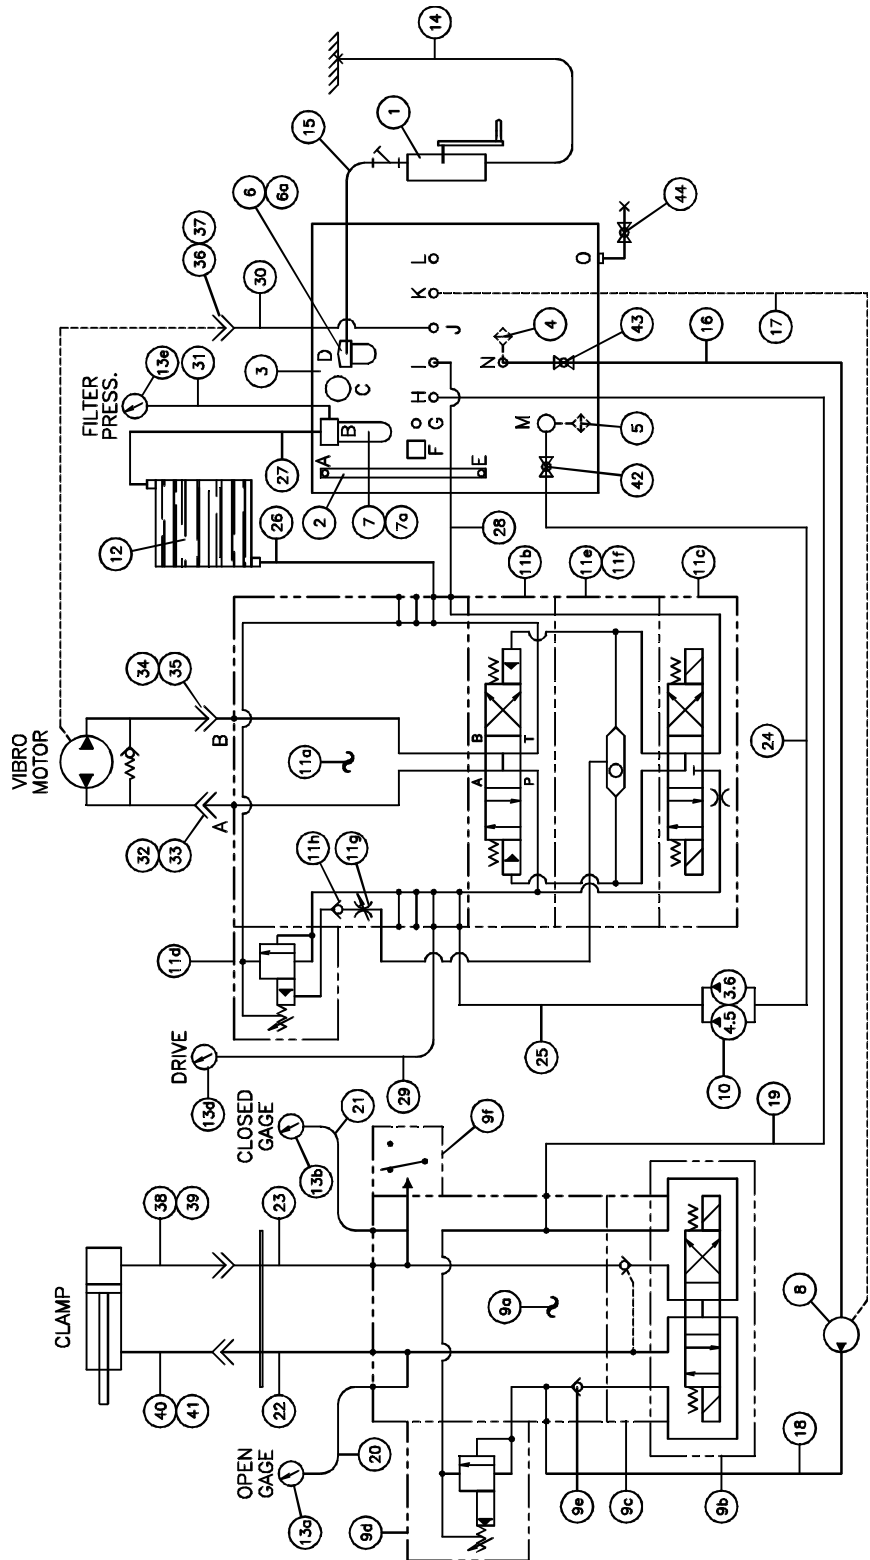 14
15
1
6
6a
37
36
30
44
L
O
K
17
J
4
43
16
3
D
I
N
13e
31
FILTER
PRESS.
C
H
M
5
B
G
F
27
A
E
42
12
26
2
7
7a
28
11b
11e
11f
11c
34
35
VIBRO
MOTOR
B
11a
B
T
A
P
24
32
33
A
11h
11g
11d
3.6
4.5
10
25
DRIVE
13d
29
19
CLOSED
GAGE
21
13b
9f
38
39
23
CLAMP
9a
8
40
41
22
20
18
OPEN
GAGE
13a
9d
9e
9c
9b